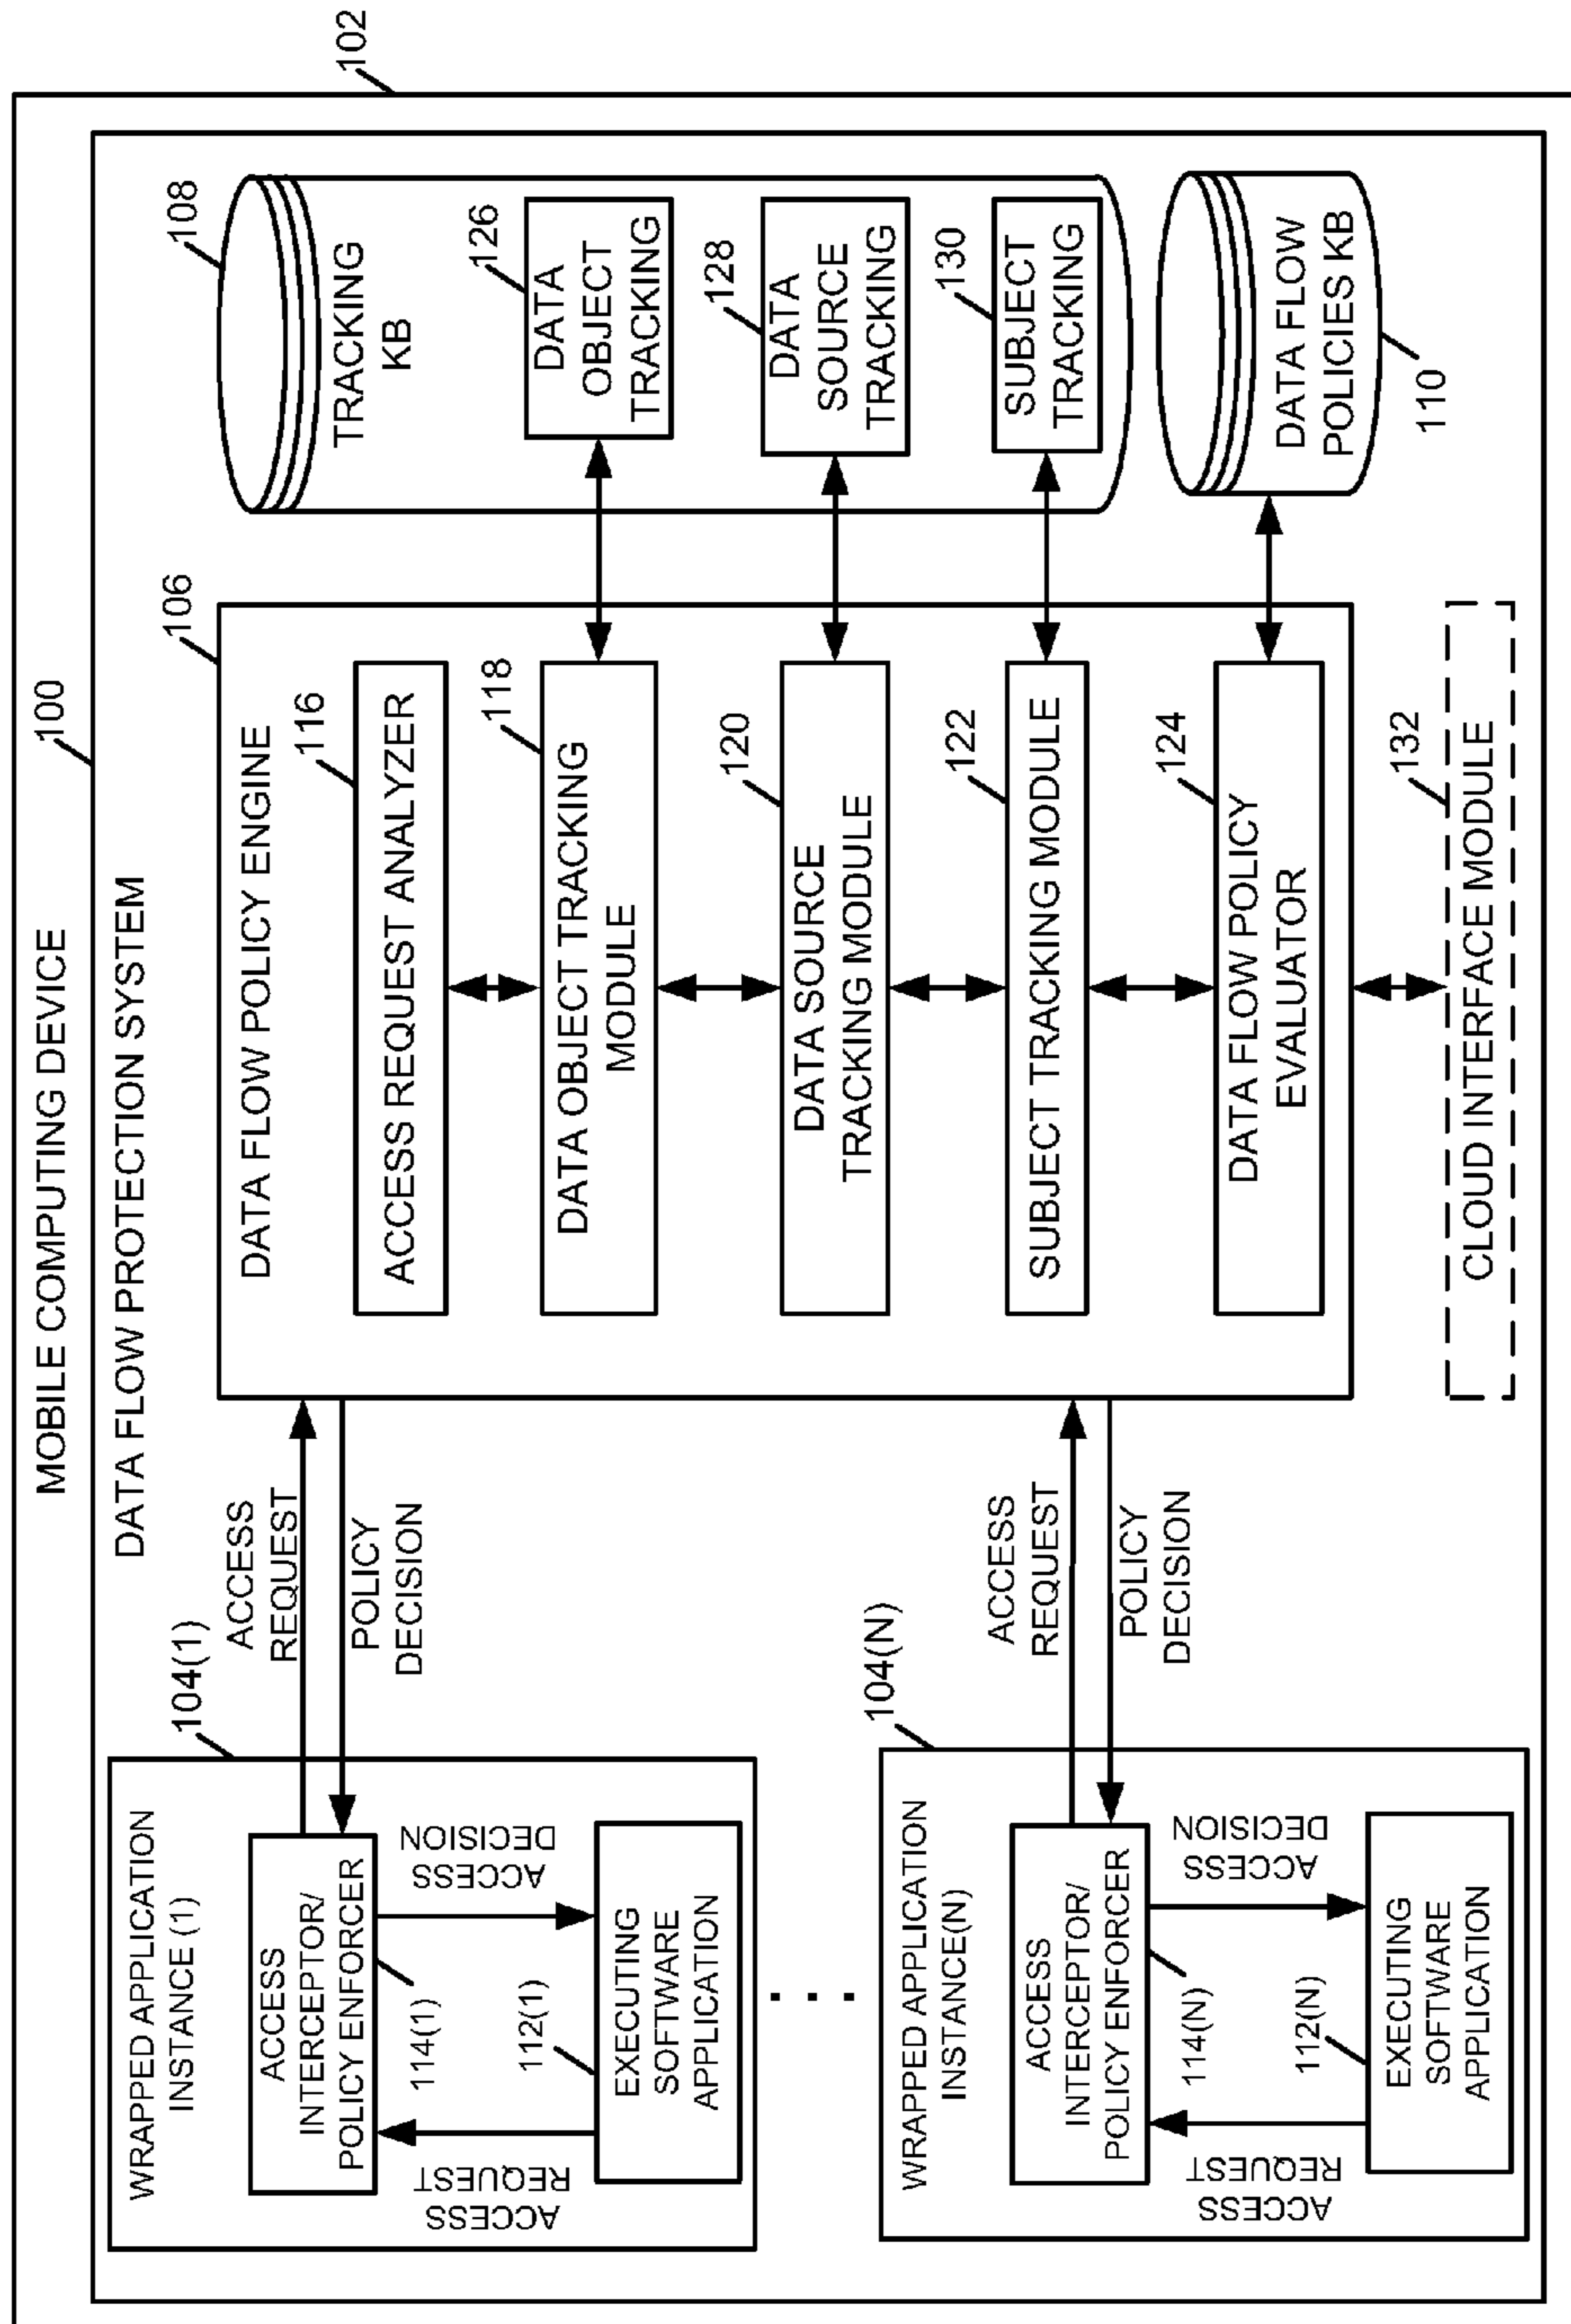 MOBILE COMPUTING DEVICE
102
100
DATA FLOW PROTECTION SYSTEM
104(1)
WRAPPED APPLICATION
INSTANCE (1)
ACCESS
INTERCEPTOR/
POLICY ENFORCER
114(1)
ACCESS
REQUEST
ACCESS
DECISION
112(1)
EXECUTING
SOFTWARE
APPLICATION
ACCESS
REQUEST
POLICY
DECISION
. . .
104(N)
WRAPPED APPLICATION
INSTANCE(N)
ACCESS
INTERCEPTOR/
POLICY ENFORCER
114(N)
ACCESS
REQUEST
ACCESS
DECISION
112(N)
EXECUTING
SOFTWARE
APPLICATION
ACCESS
REQUEST
POLICY
DECISION
106
DATA FLOW POLICY ENGINE
116
ACCESS REQUEST ANALYZER
118
DATA OBJECT TRACKING
MODULE
120
DATA SOURCE
TRACKING MODULE
122
SUBJECT TRACKING MODULE
124
DATA FLOW POLICY
EVALUATOR
132
CLOUD INTERFACE MODULE
108
TRACKING
KB
126
DATA
OBJECT
TRACKING
128
DATA
SOURCE
TRACKING
130
SUBJECT
TRACKING
DATA FLOW
POLICIES KB
110